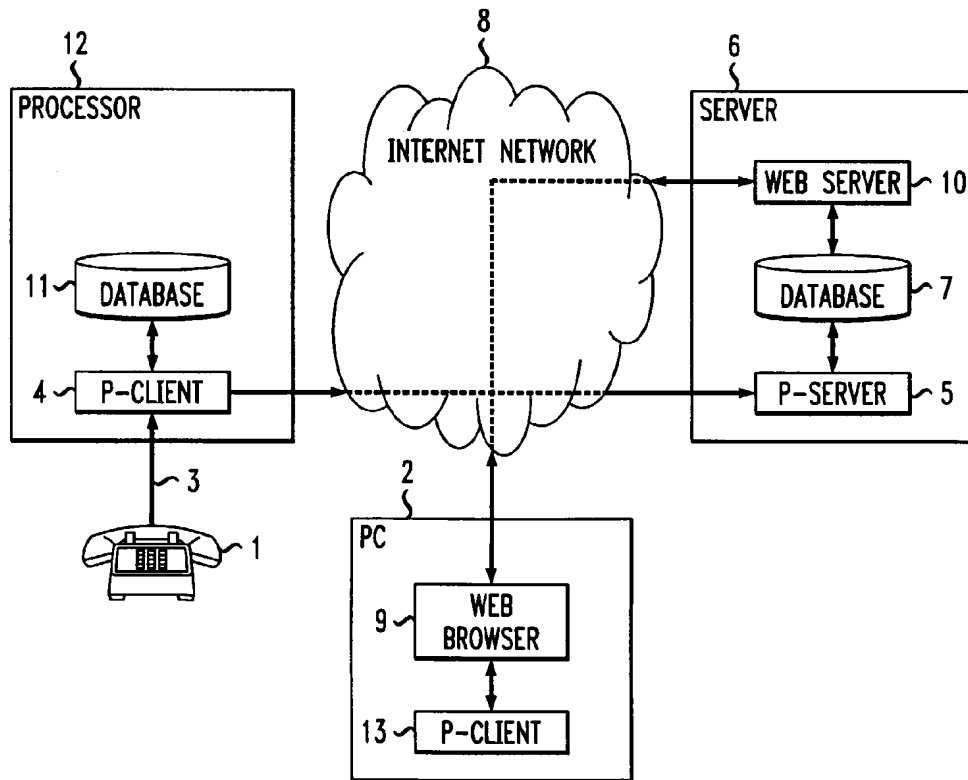 8
12
6
PROCESSOR
SERVER
INTERNET NETWORK
WEB SERVER
10
11
DATABASE
DATABASE
7
4
P-CLIENT
P-SERVER
5
3
2
1
PC
9
WEB
BROWSER
13
P-CLIENT